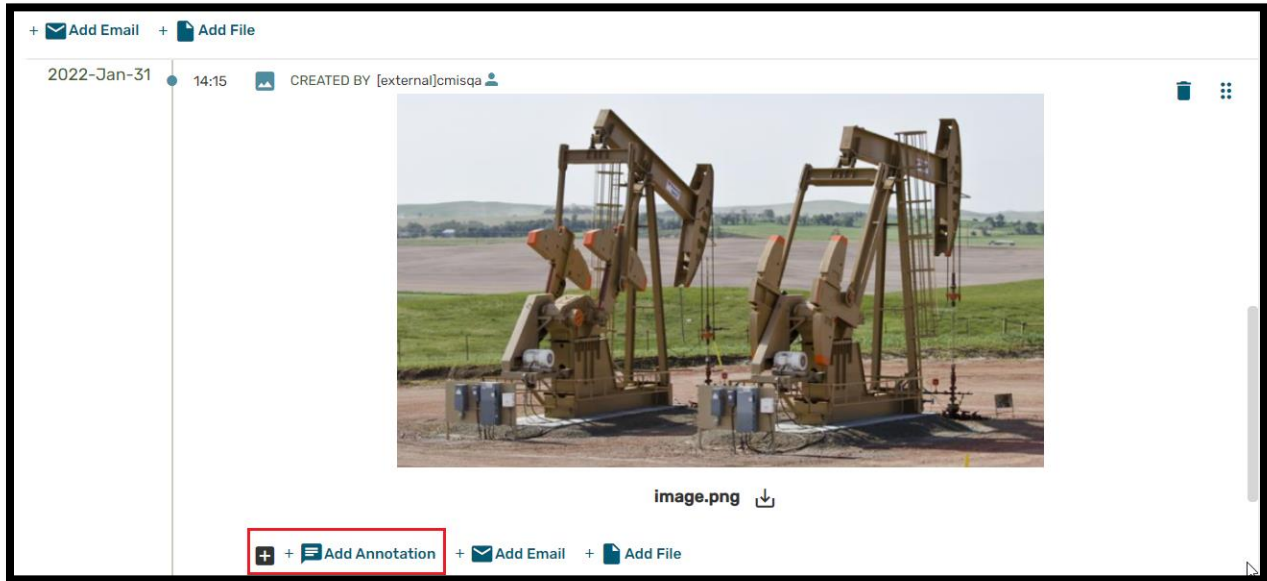 + Add Email + Add File
2022-Jan-31 14:15 CREATED BY [external]cmisqa
image.png
+ Add Annotation + Add Email + Add File